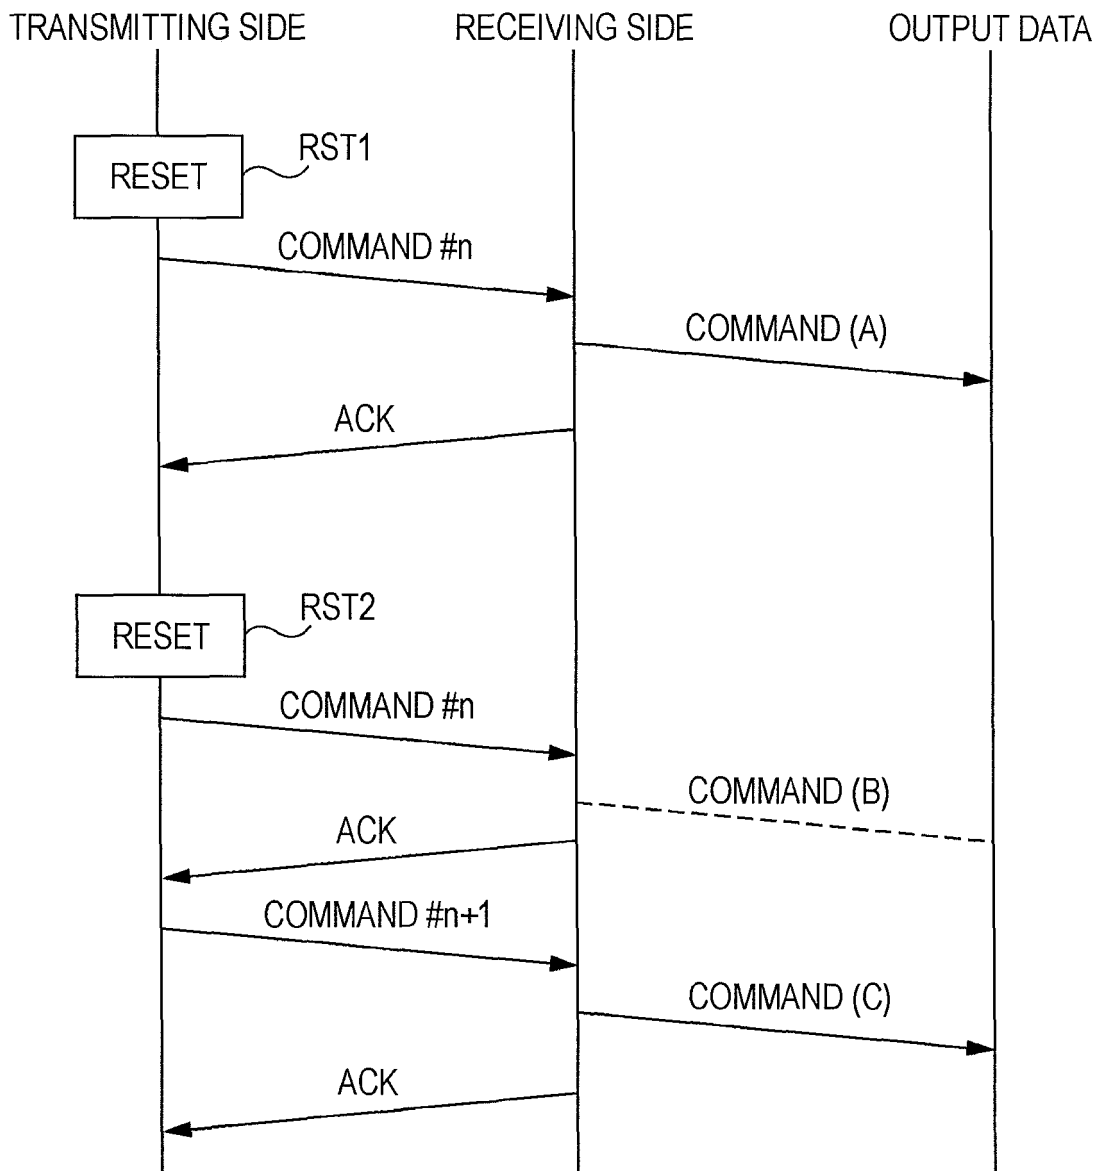 TRANSMITTING SIDE
RECEIVING SIDE
OUTPUT DATA
RESET
RST1
COMMAND #n
COMMAND (A)
ACK
RESET
RST2
COMMAND #n
COMMAND (B)
ACK
COMMAND #n+1
COMMAND (C)
ACK